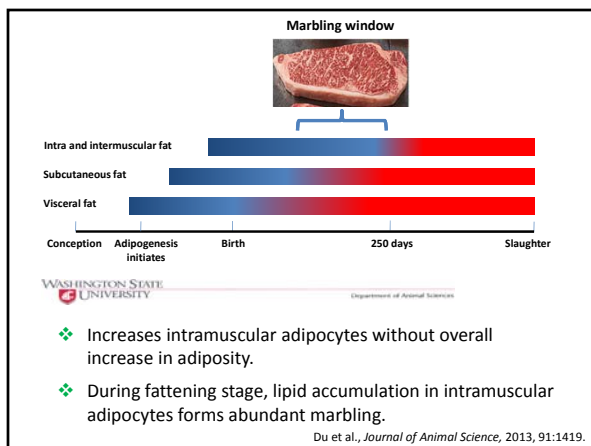 Marbling window
Intra and intermuscular fat
Subcutaneous fat
Visceral fat
Conception Adipogenesis initiates Birth 250 days Slaughter
WASHINGTON STATE
UNIVERSITY
Department of Animal Sciences
❖ Increases intramuscular adipocytes without overall
increase in adiposity.
❖ During fattening stage, lipid accumulation in intramuscular
adipocytes forms abundant marbling.
Du et al., Journal of Animal Science, 2013, 91:1419.